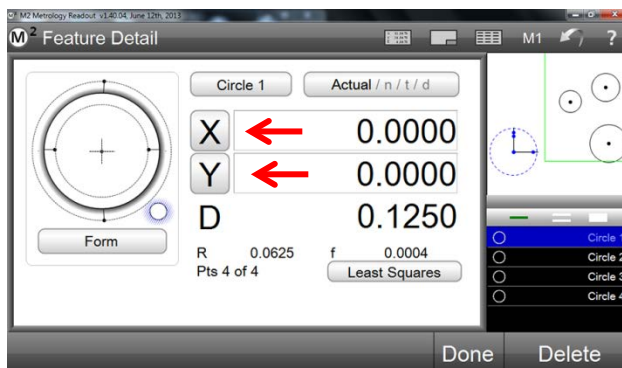 M2 Metrology Readout v1.40.04, June 12th, 2013
M2 Feature Detail
M1
?
Circle 1
Actual / n / t / d
X 0.0000
Y 0.0000
D 0.1250
Form
R 0.0625 f 0.0004
Pts 4 of 4
Least Squares
Circle 1
Circle 2
Circle 3
Circle 4
Done
Delete